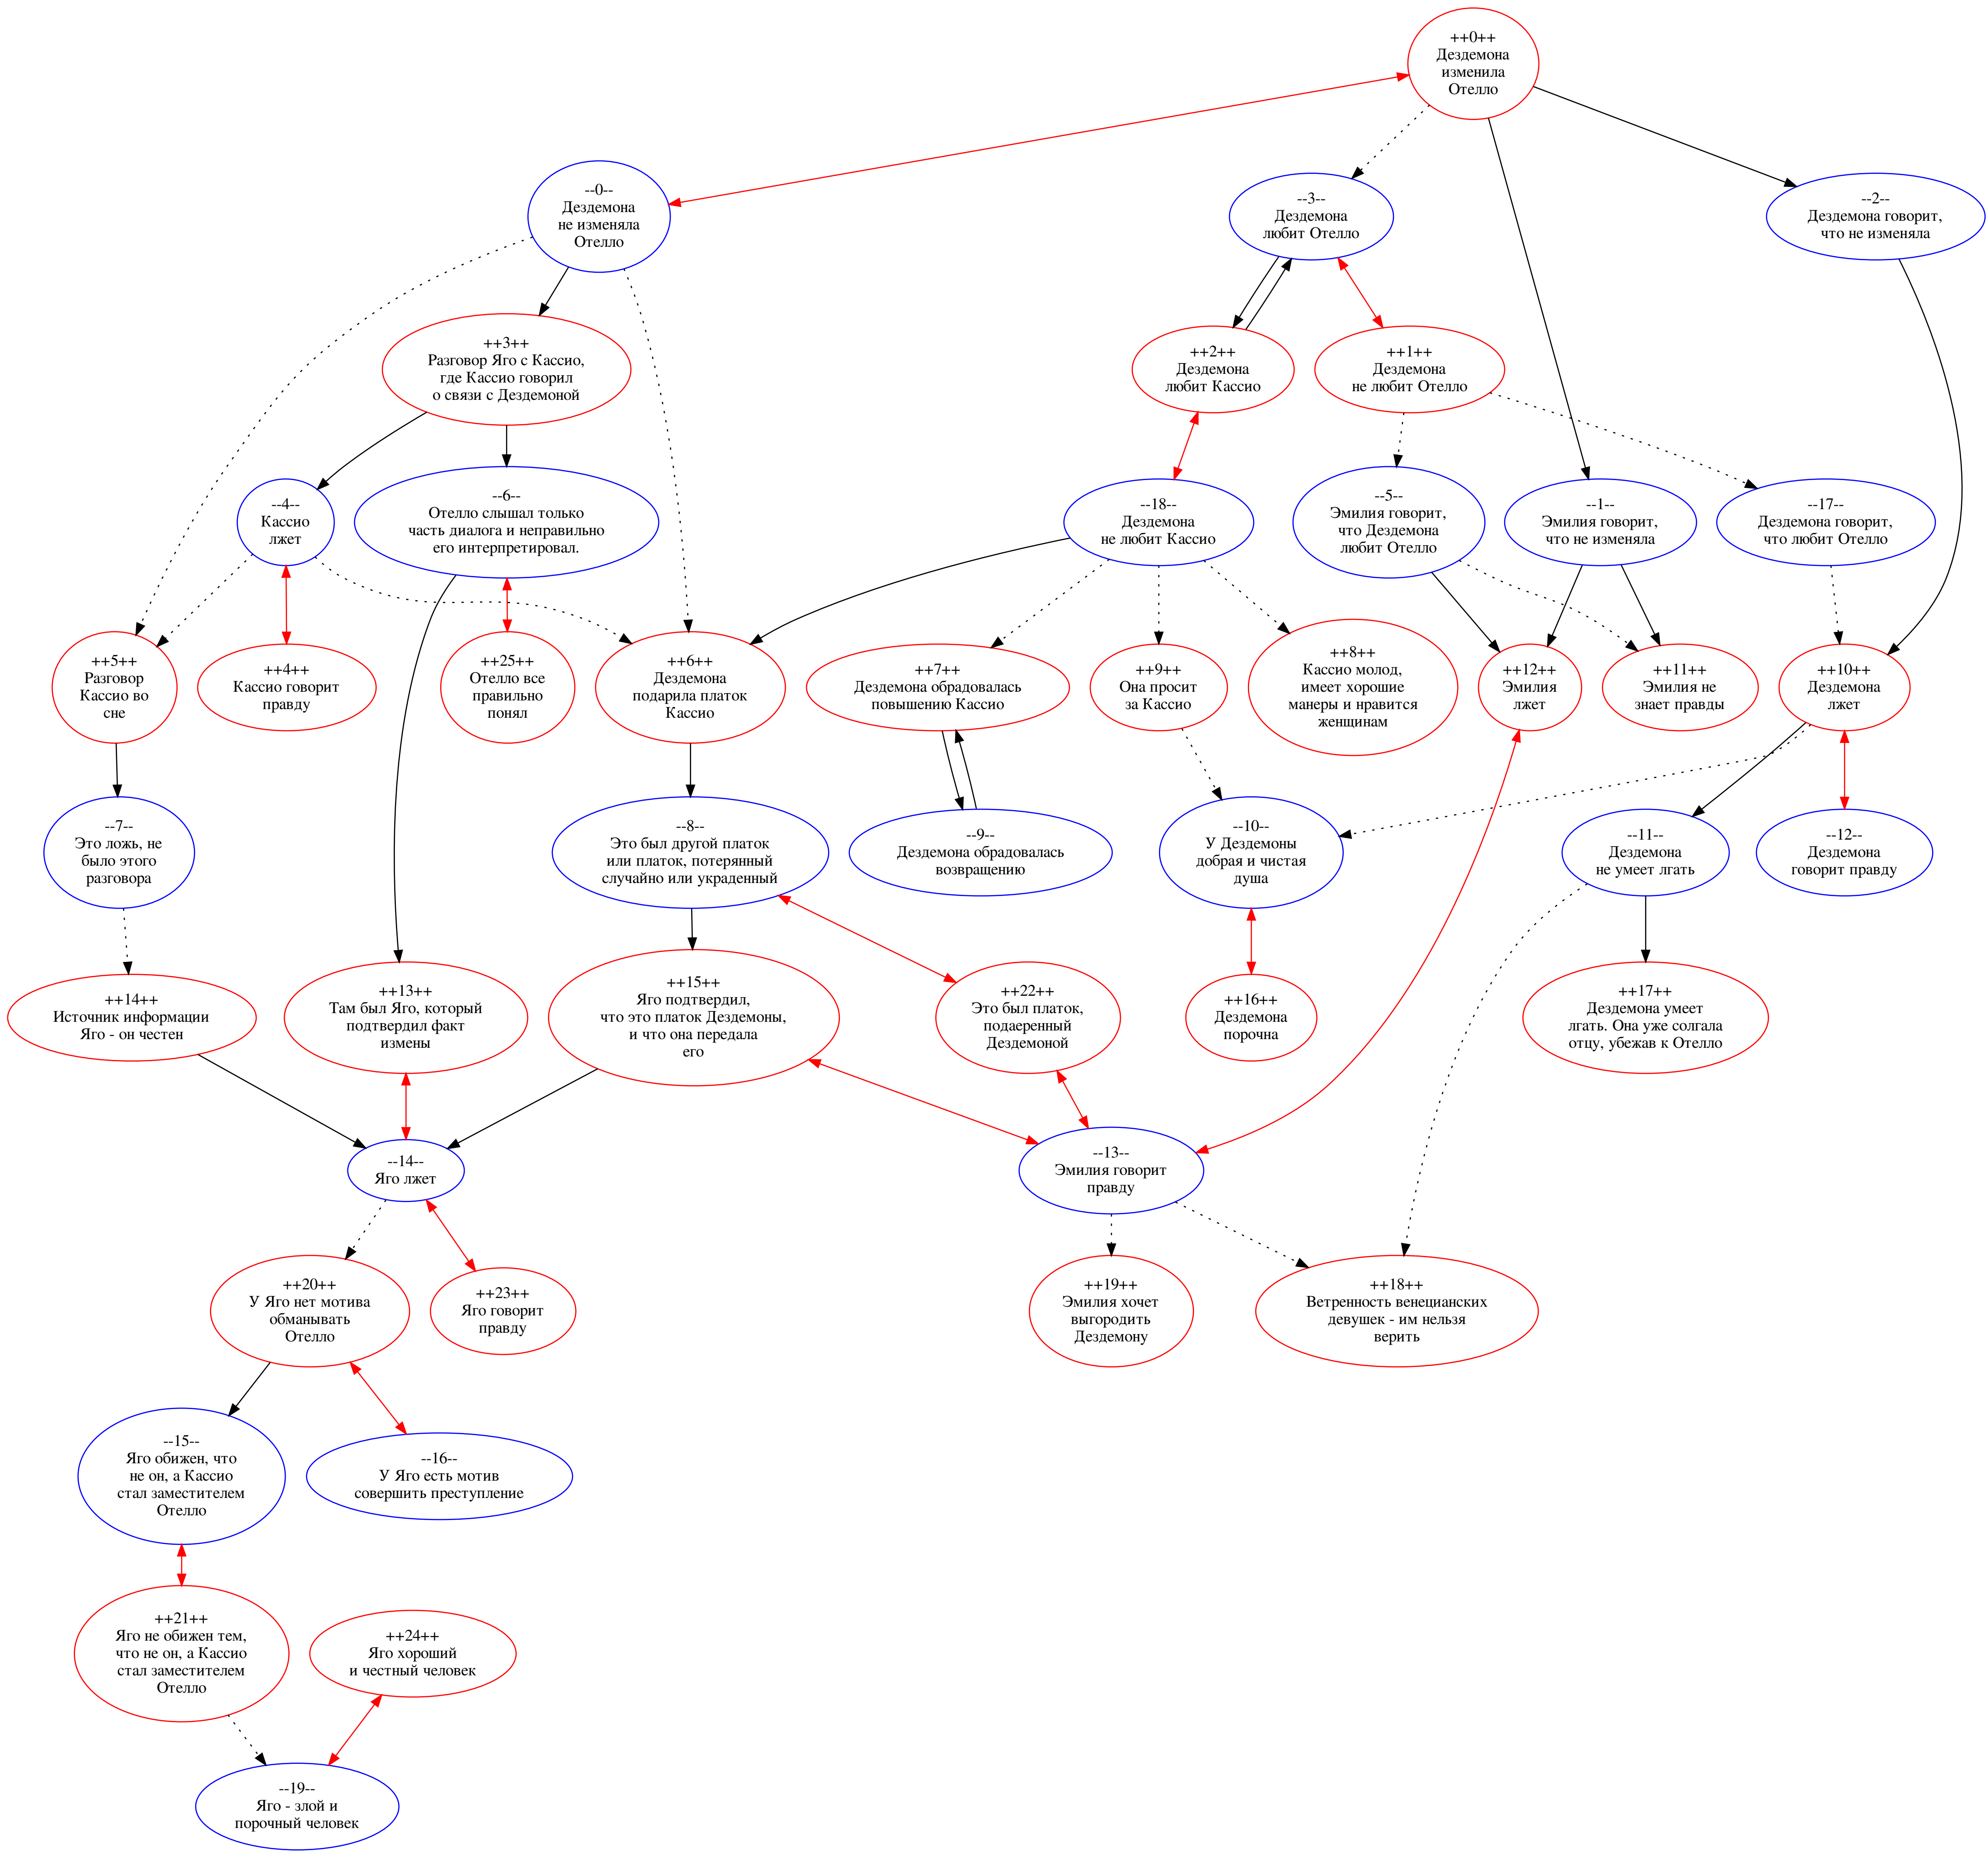 ++0++
Дездемона
изменила
Отелло
--0--
Дездемона
не изменяла
Отелло
--3--
Дездемона
любит Отелло
--2--
Дездемона говорит,
что не изменяла
++3++
Разговор Яго с Кассио,
где Кассио говорил
о связи с Дездемоной
++2++
Дездемона
любит Кассио
++1++
Дездемона
не любит Отелло
--4--
Кассио
лжет
--6--
Отелло слышал только
часть диалога и неправильно
его интерпретировал.
--18--
Дездемона
не любит Кассио
--5--
Эмилия говорит,
что Дездемона
любит Отелло
--1--
Эмилия говорит,
что не изменяла
--17--
Дездемона говорит,
что любит Отелло
++5++
Разговор
Кассио во
сне
++4++
Кассио говорит
правду
++25++
Отелло все
правильно
понял
++6++
Дездемона
подарила платок
Кассио
++7++
Дездемона обрадовалась
повышению Кассио
++9++
Она просит
за Кассио
++8++
Кассио молод,
имеет хорошие
манеры и нравится
женщинам
++12++
Эмилия
лжет
++11++
Эмилия не
знает правды
++10++
Дездемона
лжет
--7--
Это ложь, не
было этого
разговора
--8--
Это был другой платок
или платок, потерянный
случайно или украденный
--9--
Дездемона обрадовалась
возвращению
--10--
У Дездемоны
добрая и чистая
душа
--11--
Дездемона
не умеет лгать
--12--
Дездемона
говорит правду
++14++
Источник информации
Яго - он честен
++13++
Там был Яго, который
подтвердил факт
измены
++15++
Яго подтвердил,
что это платок Дездемоны,
и что она передала
его
++22++
Это был платок,
подаеренный
Дездемоной
++16++
Дездемона
порочна
++17++
Дездемона умеет
лгать. Она уже солгала
отцу, убежав к Отелло
--14--
Яго лжет
--13--
Эмилия говорит
правду
++20++
У Яго нет мотива
обманывать
Отелло
++23++
Яго говорит
правду
++19++
Эмилия хочет
выгородить
Дездемону
++18++
Ветренность венецианских
девушек - им нельзя
верить
--15--
Яго обижен, что
не он, а Кассио
стал заместителем
Отелло
--16--
У Яго есть мотив
совершить преступление
++21++
Яго не обижен тем,
что не он, а Кассио
стал заместителем
Отелло
++24++
Яго хороший
и честный человек
--19--
Яго - злой и
порочный человек